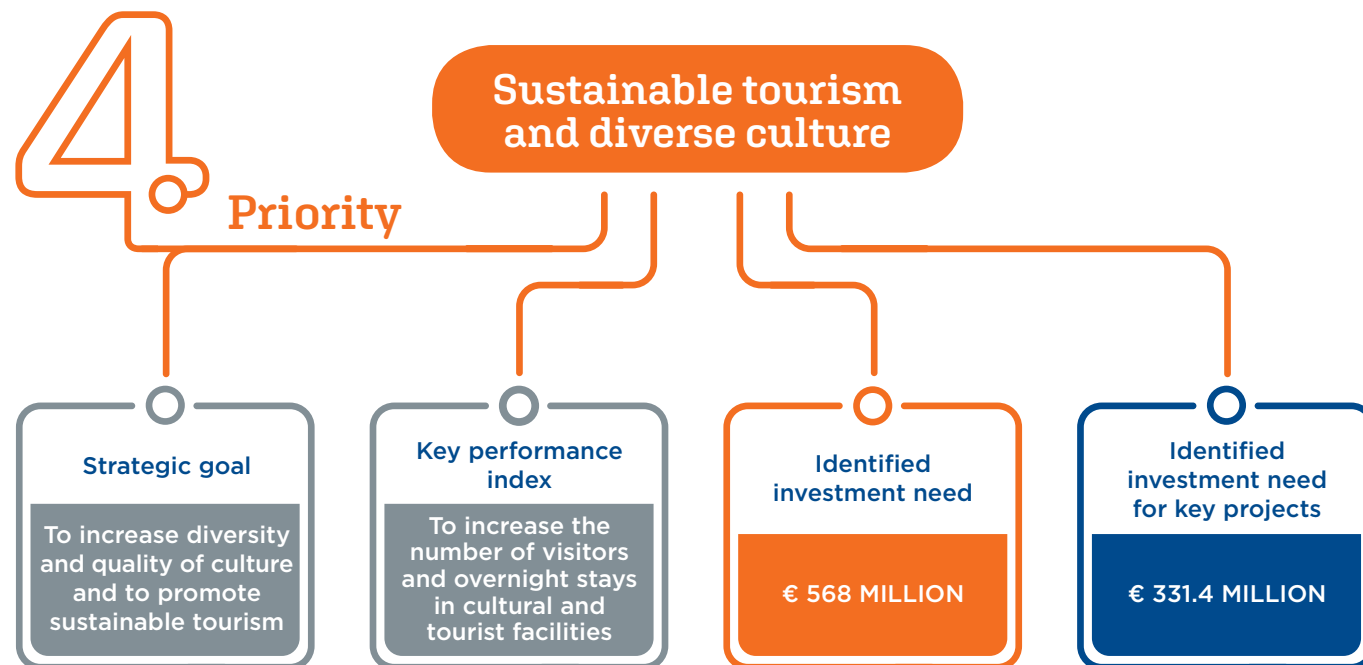 4.
Priority
Sustainable tourism
and diverse culture
Strategic goal
To increase diversity
and quality of culture
and to promote
sustainable tourism
Key performance
index
To increase the
number of visitors
and overnight stays
in cultural and
tourist facilities
Identified
investment need
€ 568 MILLION
Identified
investment need
for key projects
€ 331.4 MILLION